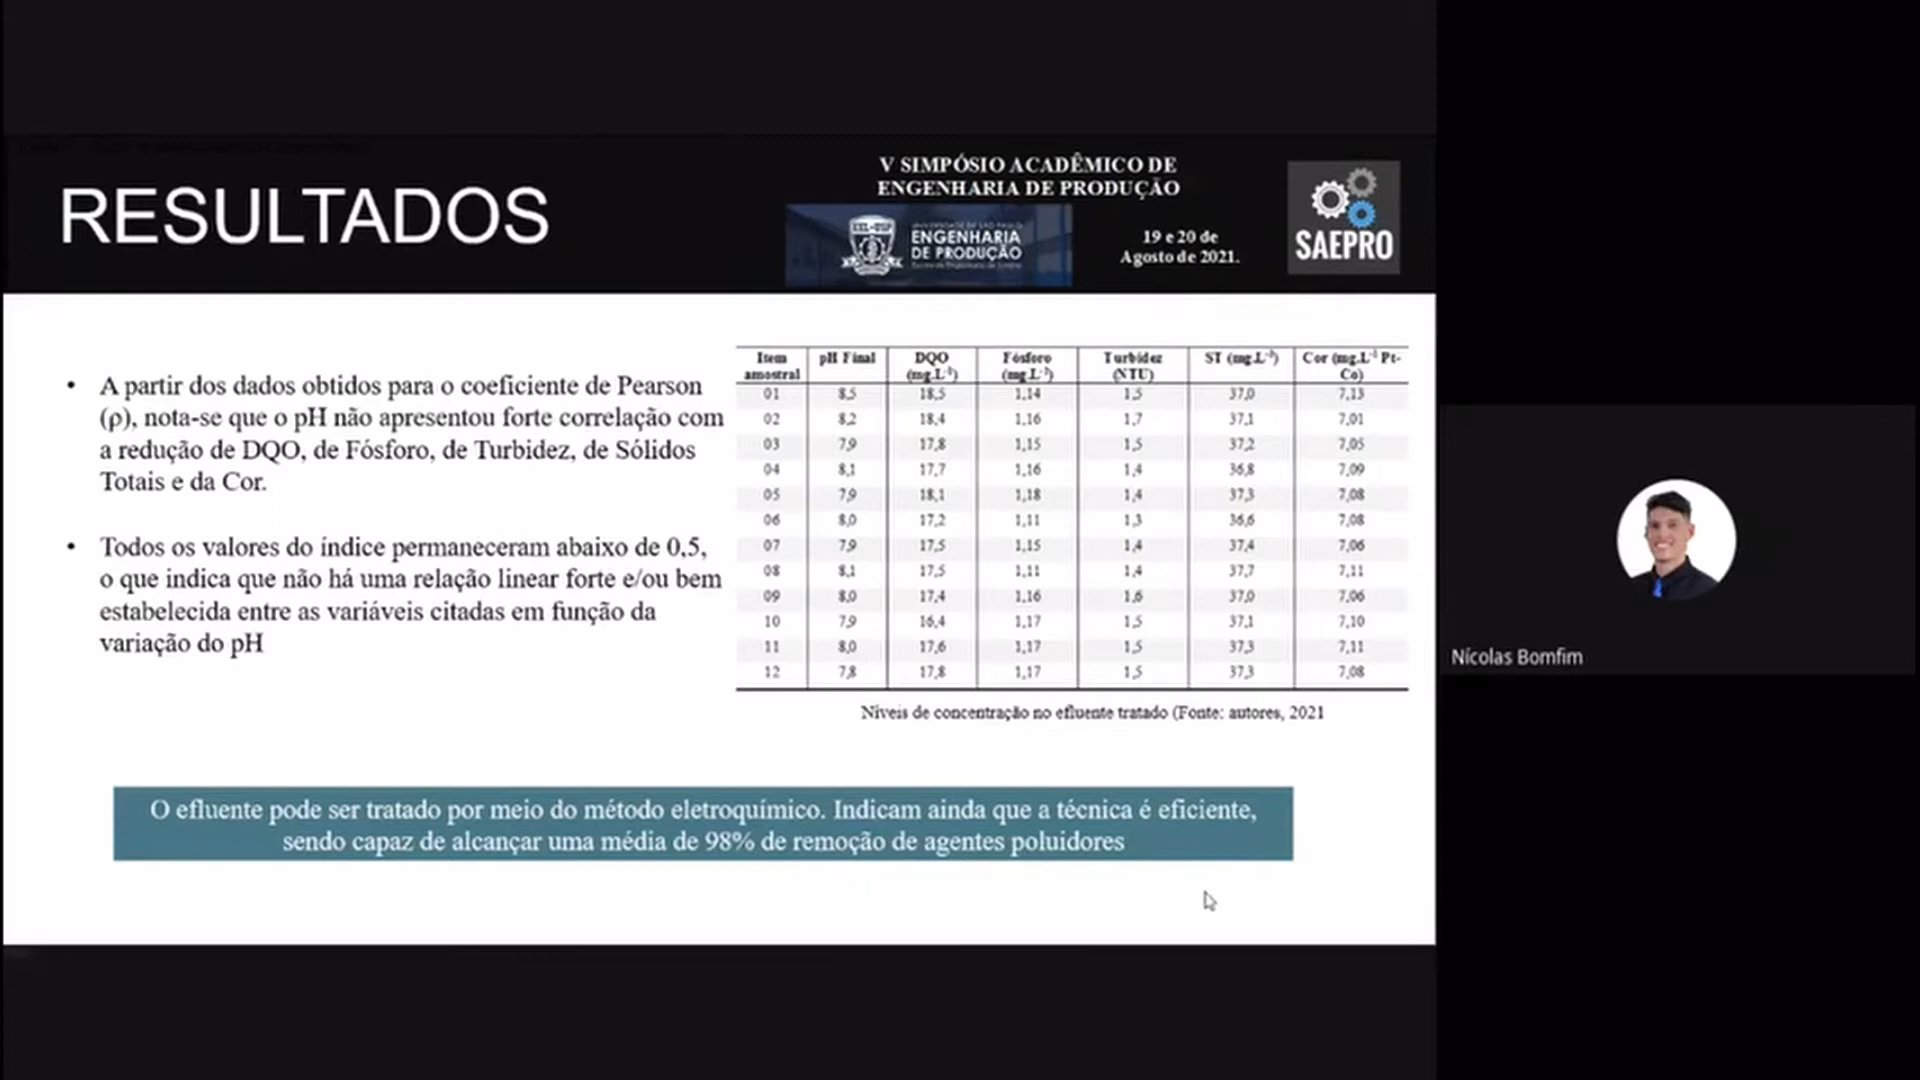 RESULTADOS
V SIMPÓSIO ACADÊMICO DE
ENGENHARIA DE PRODUÇÃO
EEL-USP
UNIVERSIDADE DE SÃO PAULO
ENGENHARIA
DE PRODUÇÃO
Escola de Engenharia de Lorena
19 e 20 de
Agosto de 2021.
SAEPRO
• A partir dos dados obtidos para o coeficiente de Pearson
(ρ), nota-se que o pH não apresentou forte correlação com
a redução de DQO, de Fósforo, de Turbidez, de Sólidos
Totais e da Cor.
• Todos os valores do índice permaneceram abaixo de 0,5,
o que indica que não há uma relação linear forte e/ou bem
estabelecida entre as variáveis citadas em função da
variação do pH
Item amostral pH Final DQO (mg.L⁻¹) Fósforo (mg.L⁻¹) Turbidez (NTU) ST (mg.L⁻¹) Cor (mg.L⁻¹ Pt-Co)
01 8,5 18,5 1,14 1,5 37,0 7,13
02 8,2 18,4 1,16 1,7 37,1 7,01
03 7,9 17,8 1,15 1,5 37,2 7,05
04 8,1 17,7 1,16 1,4 36,8 7,09
05 7,9 18,1 1,18 1,4 37,3 7,08
06 8,0 17,2 1,11 1,3 36,6 7,08
07 7,9 17,5 1,15 1,4 37,4 7,06
08 8,1 17,5 1,11 1,4 37,7 7,11
09 8,0 17,4 1,16 1,6 37,0 7,06
10 7,9 16,4 1,17 1,5 37,1 7,10
11 8,0 17,6 1,17 1,5 37,3 7,11
12 7,8 17,8 1,17 1,5 37,3 7,08
Níveis de concentração no efluente tratado (Fonte: autores, 2021
O efluente pode ser tratado por meio do método eletroquímico. Indicam ainda que a técnica é eficiente,
sendo capaz de alcançar uma média de 98% de remoção de agentes poluidores
Nícolas Bomfim